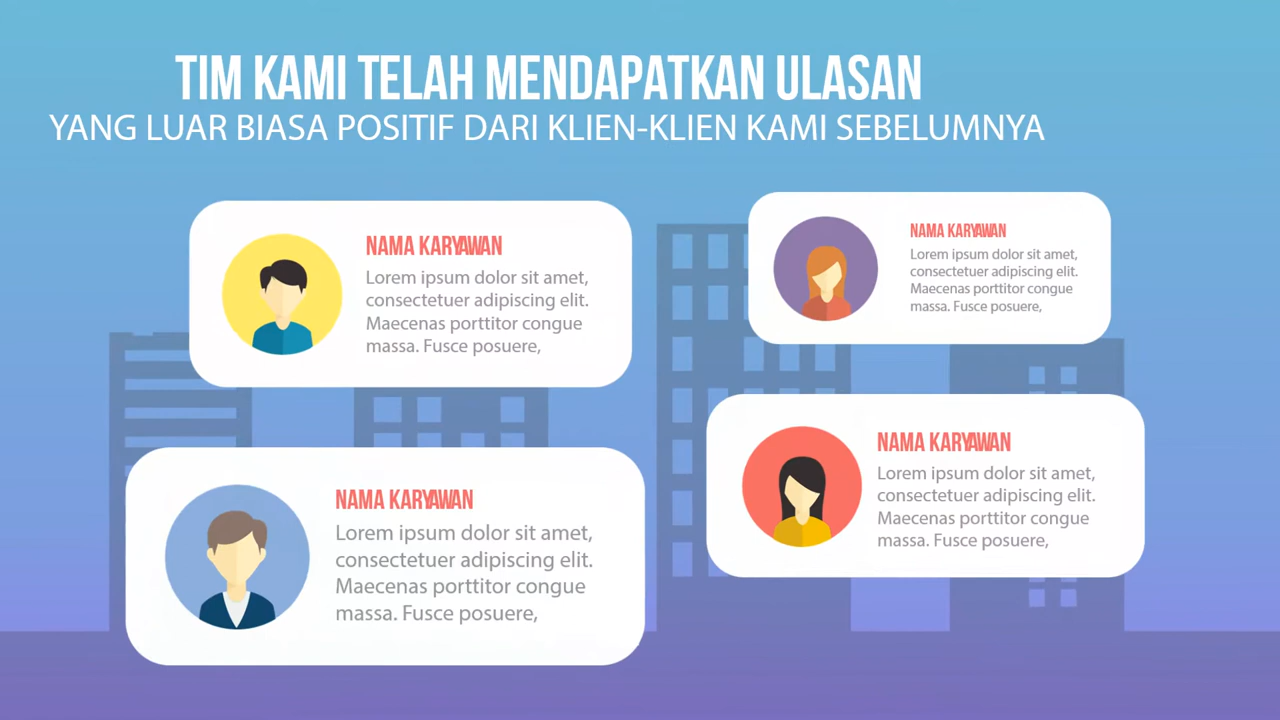 TIM KAMI TELAH MENDAPATKAN ULASAN
YANG LUAR BIASA POSITIF DARI KLIEN-KLIEN KAMI SEBELUMNYA
NAMA KARYAWAN
Lorem ipsum dolor sit amet,
consectetuer adipiscing elit.
Maecenas porttitor congue
massa. Fusce posuere,
NAMA KARYAWAN
Lorem ipsum dolor sit amet,
consectetuer adipiscing elit.
Maecenas porttitor congue
massa. Fusce posuere,
NAMA KARYAWAN
Lorem ipsum dolor sit amet,
consectetuer adipiscing elit.
Maecenas porttitor congue
massa. Fusce posuere,
NAMA KARYAWAN
Lorem ipsum dolor sit amet,
consectetuer adipiscing elit.
Maecenas porttitor congue
massa. Fusce posuere,